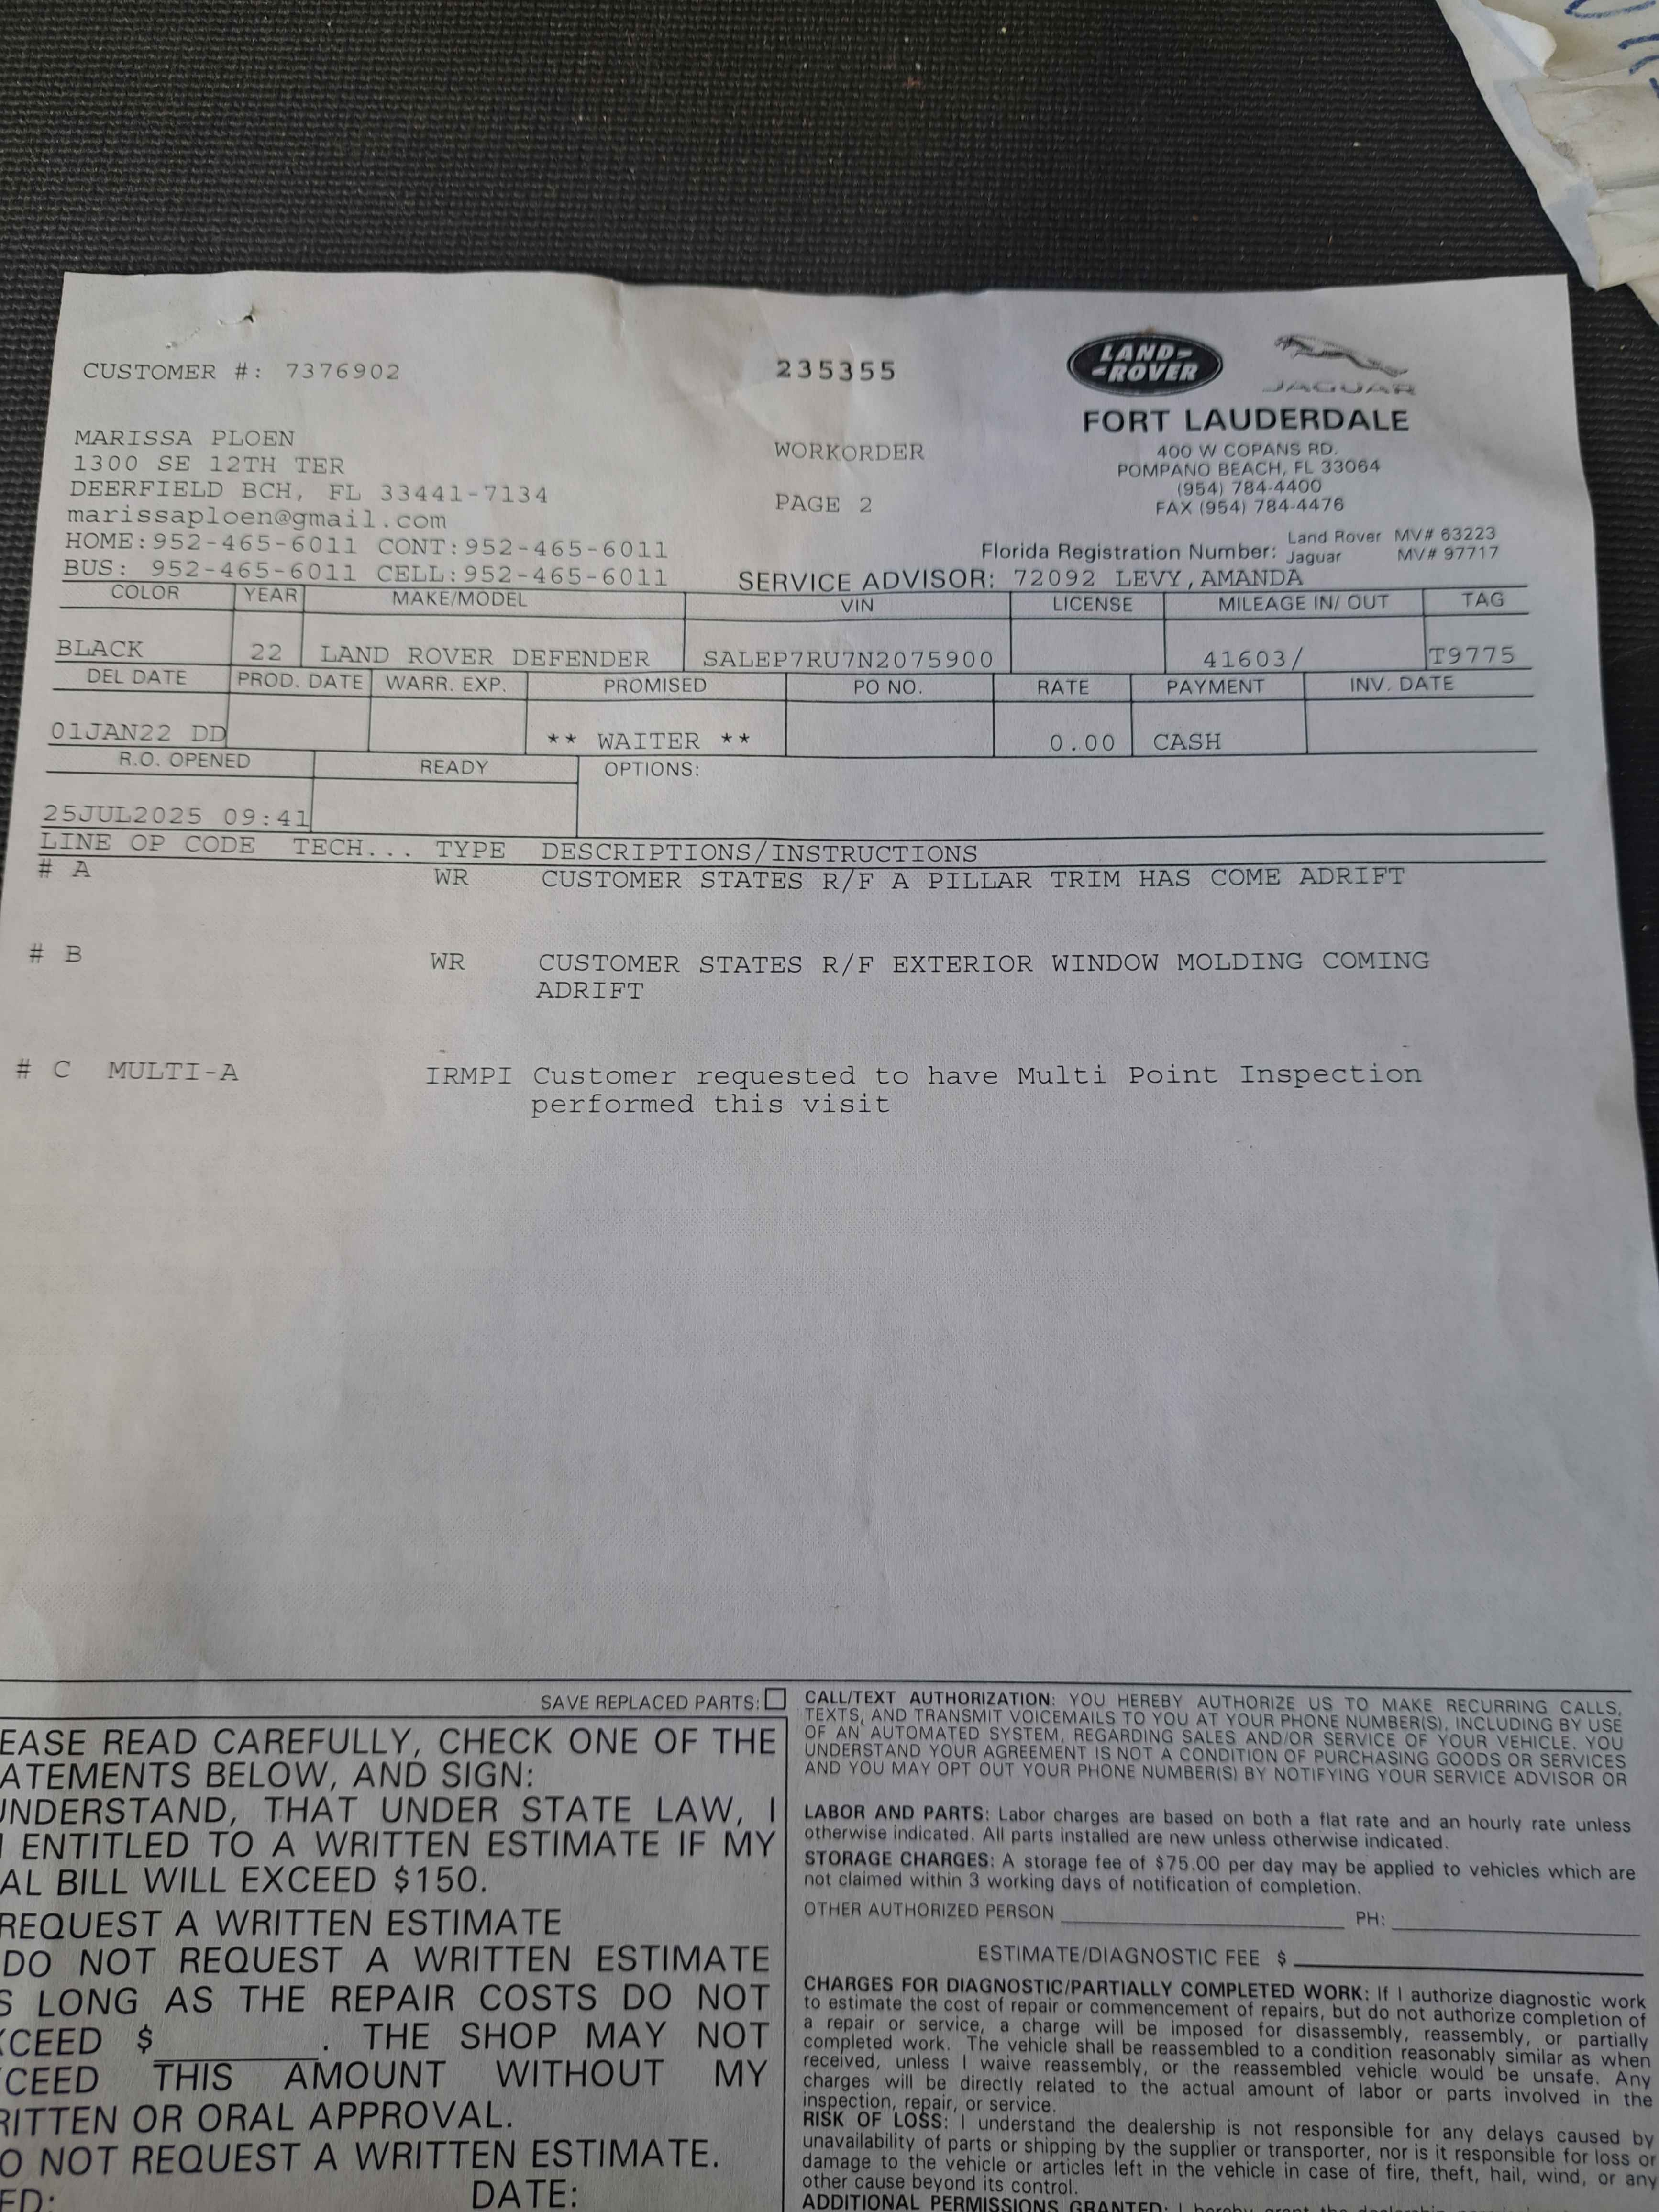 CUSTOMER #: 7376902
235355
LAND-
-ROVER
JAGUAR
FORT LAUDERDALE
400 W COPANS RD.
POMPANO BEACH, FL 33064
(954) 784-4400
FAX (954) 784-4476
MARISSA PLOEN
1300 SE 12TH TER
DEERFIELD BCH, FL 33441-7134
marissaploen@gmail.com
HOME:952-465-6011 CONT:952-465-6011
BUS: 952-465-6011 CELL:952-465-6011
WORKORDER
PAGE 2
Florida Registration Number: Land Rover MV# 63223
Jaguar MV# 97717
SERVICE ADVISOR: 72092 LEVY,AMANDA
COLOR YEAR MAKE/MODEL VIN LICENSE MILEAGE IN/ OUT TAG
BLACK 22 LAND ROVER DEFENDER SALEP7RU7N2075900 41603/ T9775
DEL DATE PROD. DATE WARR. EXP. PROMISED PO NO. RATE PAYMENT INV. DATE
01JAN22 DD ** WAITER ** 0.00 CASH
R.O. OPENED READY OPTIONS:
25JUL2025 09:41
LINE OP CODE TECH... TYPE DESCRIPTIONS/INSTRUCTIONS
# A WR CUSTOMER STATES R/F A PILLAR TRIM HAS COME ADRIFT
# B WR CUSTOMER STATES R/F EXTERIOR WINDOW MOLDING COMING
ADRIFT
# C MULTI-A IRMPI Customer requested to have Multi Point Inspection
performed this visit
SAVE REPLACED PARTS:
EASE READ CAREFULLY, CHECK ONE OF THE
ATEMENTS BELOW, AND SIGN:
UNDERSTAND, THAT UNDER STATE LAW, I
ENTITLED TO A WRITTEN ESTIMATE IF MY
AL BILL WILL EXCEED $150.
REQUEST A WRITTEN ESTIMATE
DO NOT REQUEST A WRITTEN ESTIMATE
S LONG AS THE REPAIR COSTS DO NOT
XCEED $ . THE SHOP MAY NOT
CEED THIS AMOUNT WITHOUT MY
RITTEN OR ORAL APPROVAL.
O NOT REQUEST A WRITTEN ESTIMATE.
ED: DATE:
CALL/TEXT AUTHORIZATION: YOU HEREBY AUTHORIZE US TO MAKE RECURRING CALLS,
TEXTS, AND TRANSMIT VOICEMAILS TO YOU AT YOUR PHONE NUMBER(S), INCLUDING BY USE
OF AN AUTOMATED SYSTEM, REGARDING SALES AND/OR SERVICE OF YOUR VEHICLE. YOU
UNDERSTAND YOUR AGREEMENT IS NOT A CONDITION OF PURCHASING GOODS OR SERVICES
AND YOU MAY OPT OUT YOUR PHONE NUMBER(S) BY NOTIFYING YOUR SERVICE ADVISOR OR
LABOR AND PARTS: Labor charges are based on both a flat rate and an hourly rate unless
otherwise indicated. All parts installed are new unless otherwise indicated.
STORAGE CHARGES: A storage fee of $75.00 per day may be applied to vehicles which are
not claimed within 3 working days of notification of completion.
OTHER AUTHORIZED PERSON PH:
ESTIMATE/DIAGNOSTIC FEE $
CHARGES FOR DIAGNOSTIC/PARTIALLY COMPLETED WORK: If I authorize diagnostic work
to estimate the cost of repair or commencement of repairs, but do not authorize completion of
a repair or service, a charge will be imposed for disassembly, reassembly, or partially
completed work. The vehicle shall be reassembled to a condition reasonably similar as when
received, unless I waive reassembly, or the reassembled vehicle would be unsafe. Any
charges will be directly related to the actual amount of labor or parts involved in the
inspection, repair, or service.
RISK OF LOSS: I understand the dealership is not responsible for any delays caused by
unavailability of parts or shipping by the supplier or transporter, nor is it responsible for loss or
damage to the vehicle or articles left in the vehicle in case of fire, theft, hail, wind, or any
other cause beyond its control.
ADDITIONAL PERMISSIONS GRANTED: I hereby grant the dealership